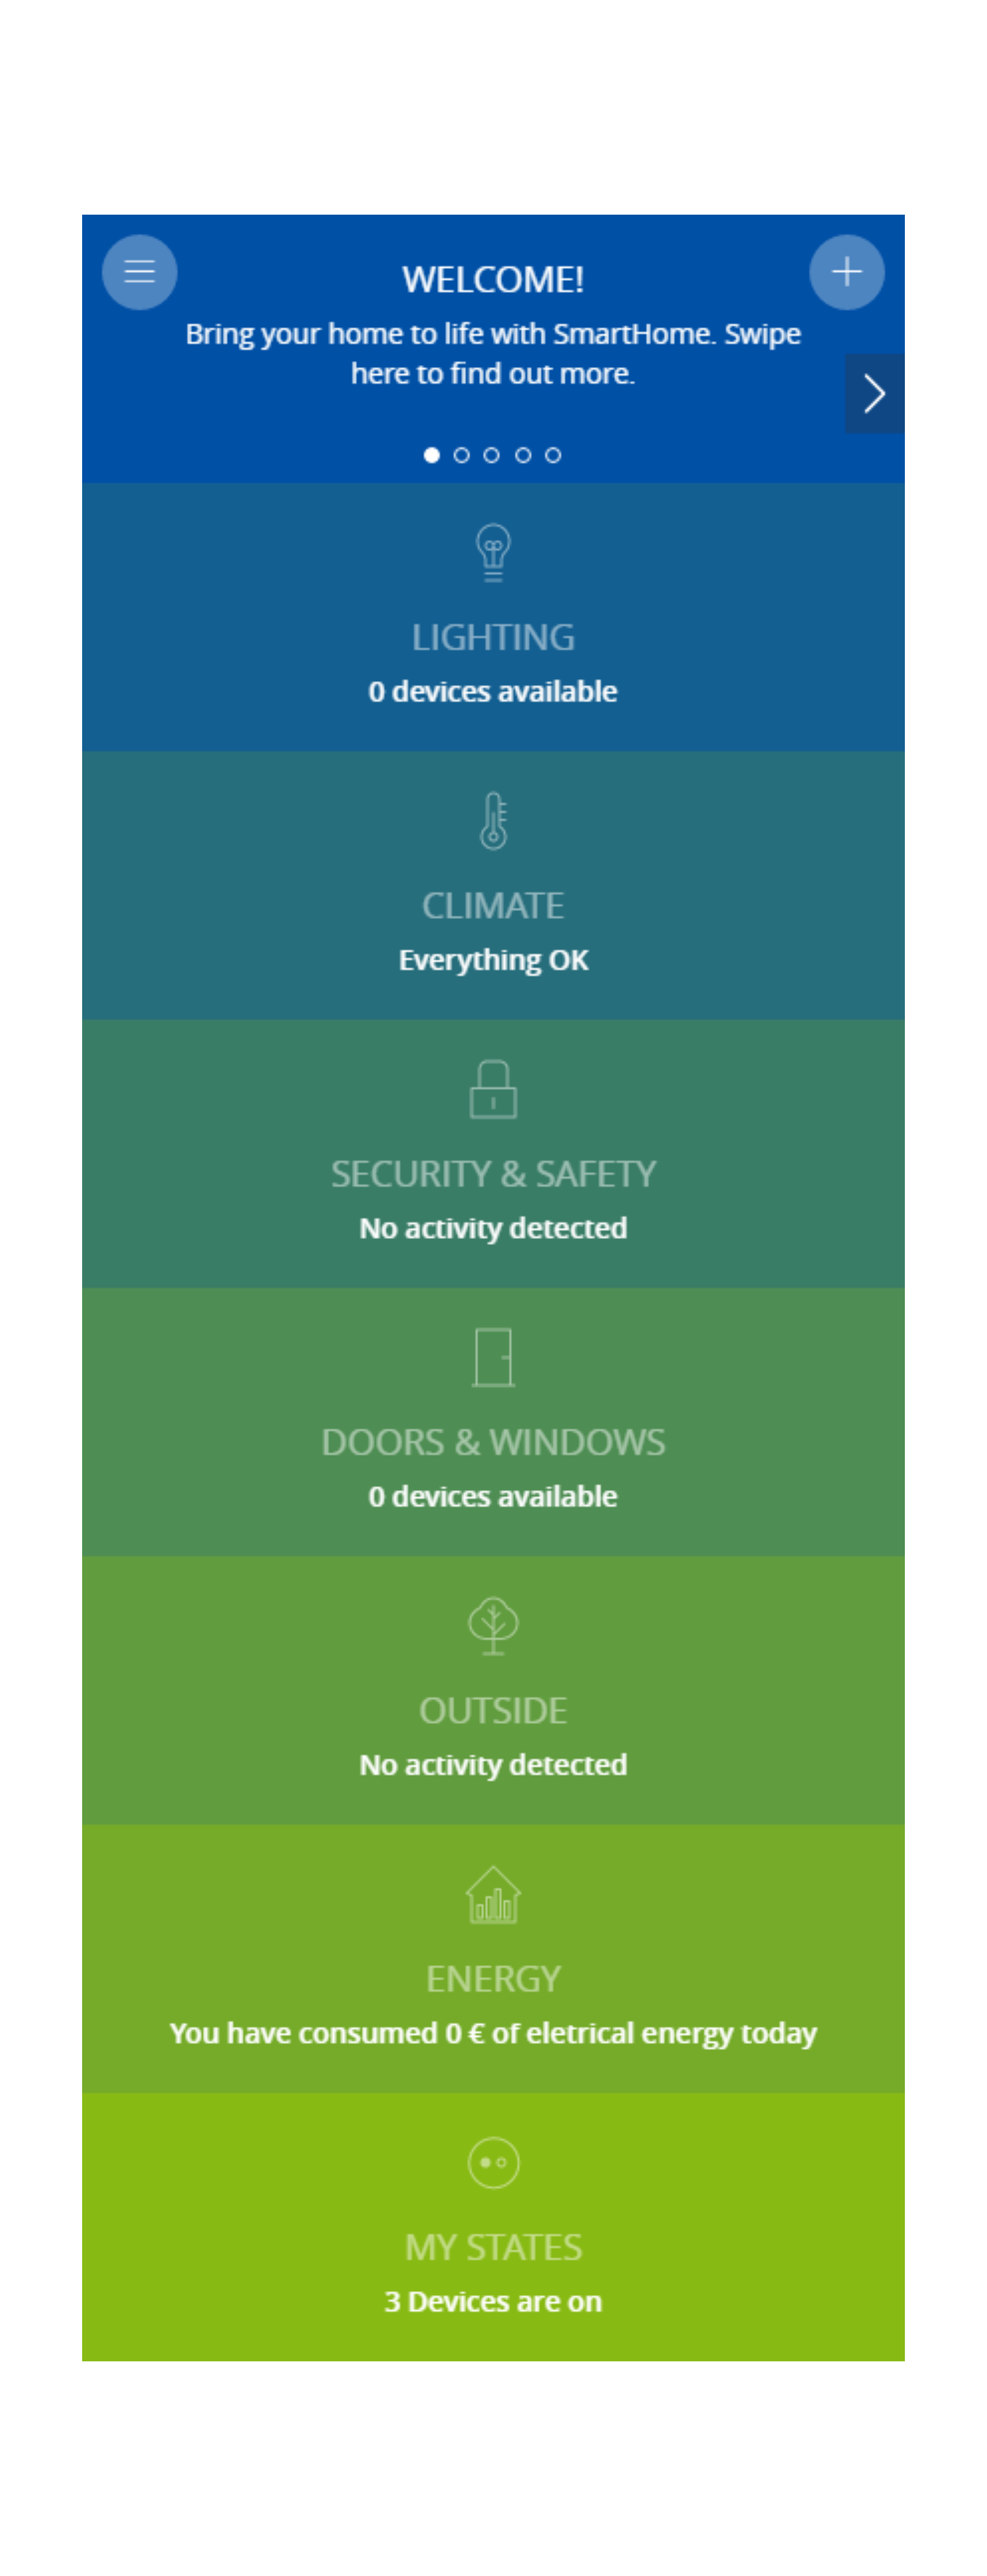 WELCOME!
Bring your home to life with SmartHome. Swipe
here to find out more.
LIGHTING
0 devices available
CLIMATE
Everything OK
SECURITY & SAFETY
No activity detected
DOORS & WINDOWS
0 devices available
OUTSIDE
No activity detected
ENERGY
You have consumed 0 € of eletrical energy today
MY STATES
3 Devices are on